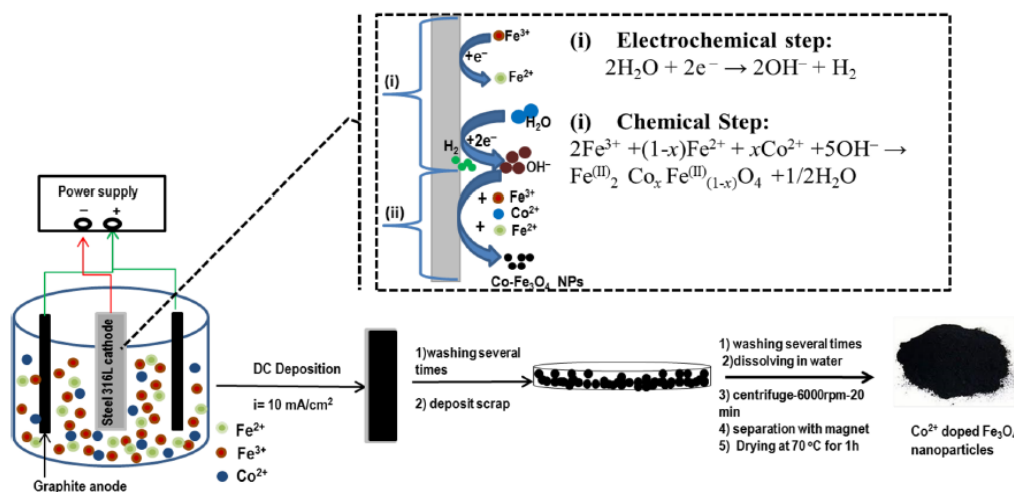 (i) Electrochemical step:
2H₂O + 2e⁻ → 2OH⁻ + H₂
(i) Chemical Step:
2Fe³⁺ +(1-x)Fe²⁺ + xCo²⁺ +5OH⁻ →
Fe⁽ᴵᴵ⁾₂ Coₓ Fe⁽ᴵᴵ⁾₍₁₋ₓ₎O₄ +1/2H₂O
(i)
Fe³⁺
+e⁻
Fe²⁺
H₂O
+2e⁻
H₂
OH⁻
(ii)
+ Fe³⁺
Co²⁺
+ Fe²⁺
Co-Fe₃O₄ NPs
Power supply
− +
Steel 316L cathode
Fe²⁺
Fe³⁺
Co²⁺
Graphite anode
DC Deposition
i= 10 mA/cm²
1)washing several
times
2) deposit scrap
1) washing several times
2)dissolving in water
3) centrifuge-6000rpm-20
min
4) separation with magnet
5) Drying at 70 °C for 1h
Co²⁺ doped Fe₃O
nanoparticles